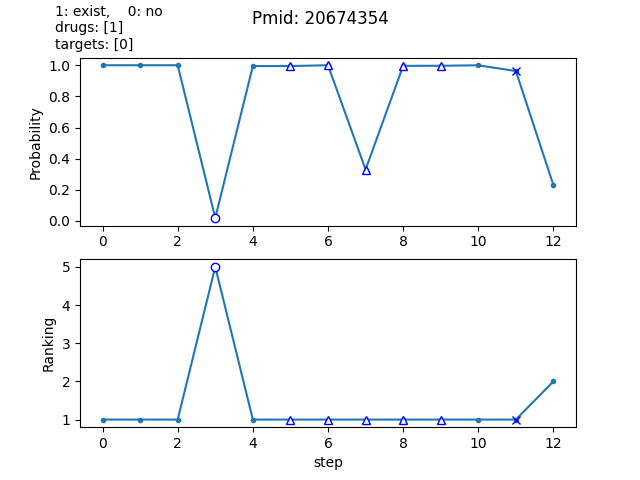 1: exist,    0: no
drugs: [1]
targets: [0]
Pmid: 20674354
Probability
1.0
0.8
0.6
0.4
0.2
0.0
0 2 4 6 8 10 12
Ranking
5
4
3
2
1
0 2 4 6 8 10 12
step